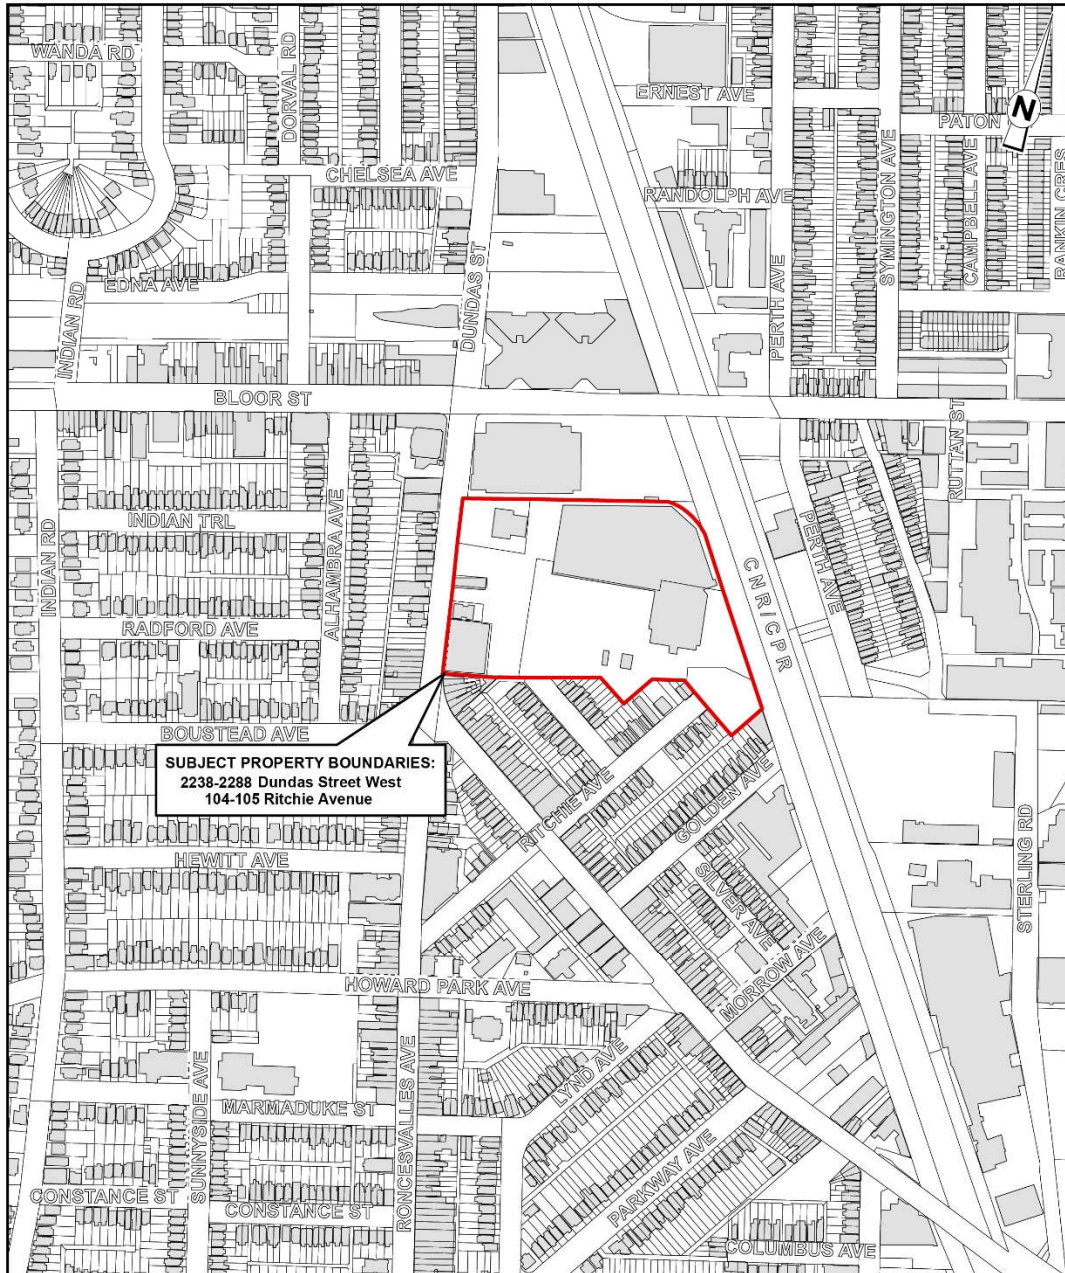 WANDA RD
DORVAL RD
ERNEST AVE
N
PATON
CHELSEA AVE
RANDOLPH AVE
SYMINGTON AVE
CAMPBELL AVE
RANKIN CRES
EDNA AVE
INDIAN RD
DUNDAS ST
PERTH AVE
BLOOR ST
RUTTAN ST
INDIAN TRL
ALHAMBRA AVE
INDIAN RD
PERTH AVE
CNR/CPR
RADFORD AVE
BOUSTEAD AVE
SUBJECT PROPERTY BOUNDARIES:
2238-2288 Dundas Street West
104-105 Ritchie Avenue
RITCHIE AVE
GOLDEN AVE
HEWITT AVE
SILVER AVE
STERLING RD
MORROW AVE
HOWARD PARK AVE
LYND AVE
SUNNYSIDE AVE
MARMADUKE ST
RONCESVALLES AVE
PARKWAY AVE
CONSTANCE ST
CONSTANCE ST
COLUMBUS AVE